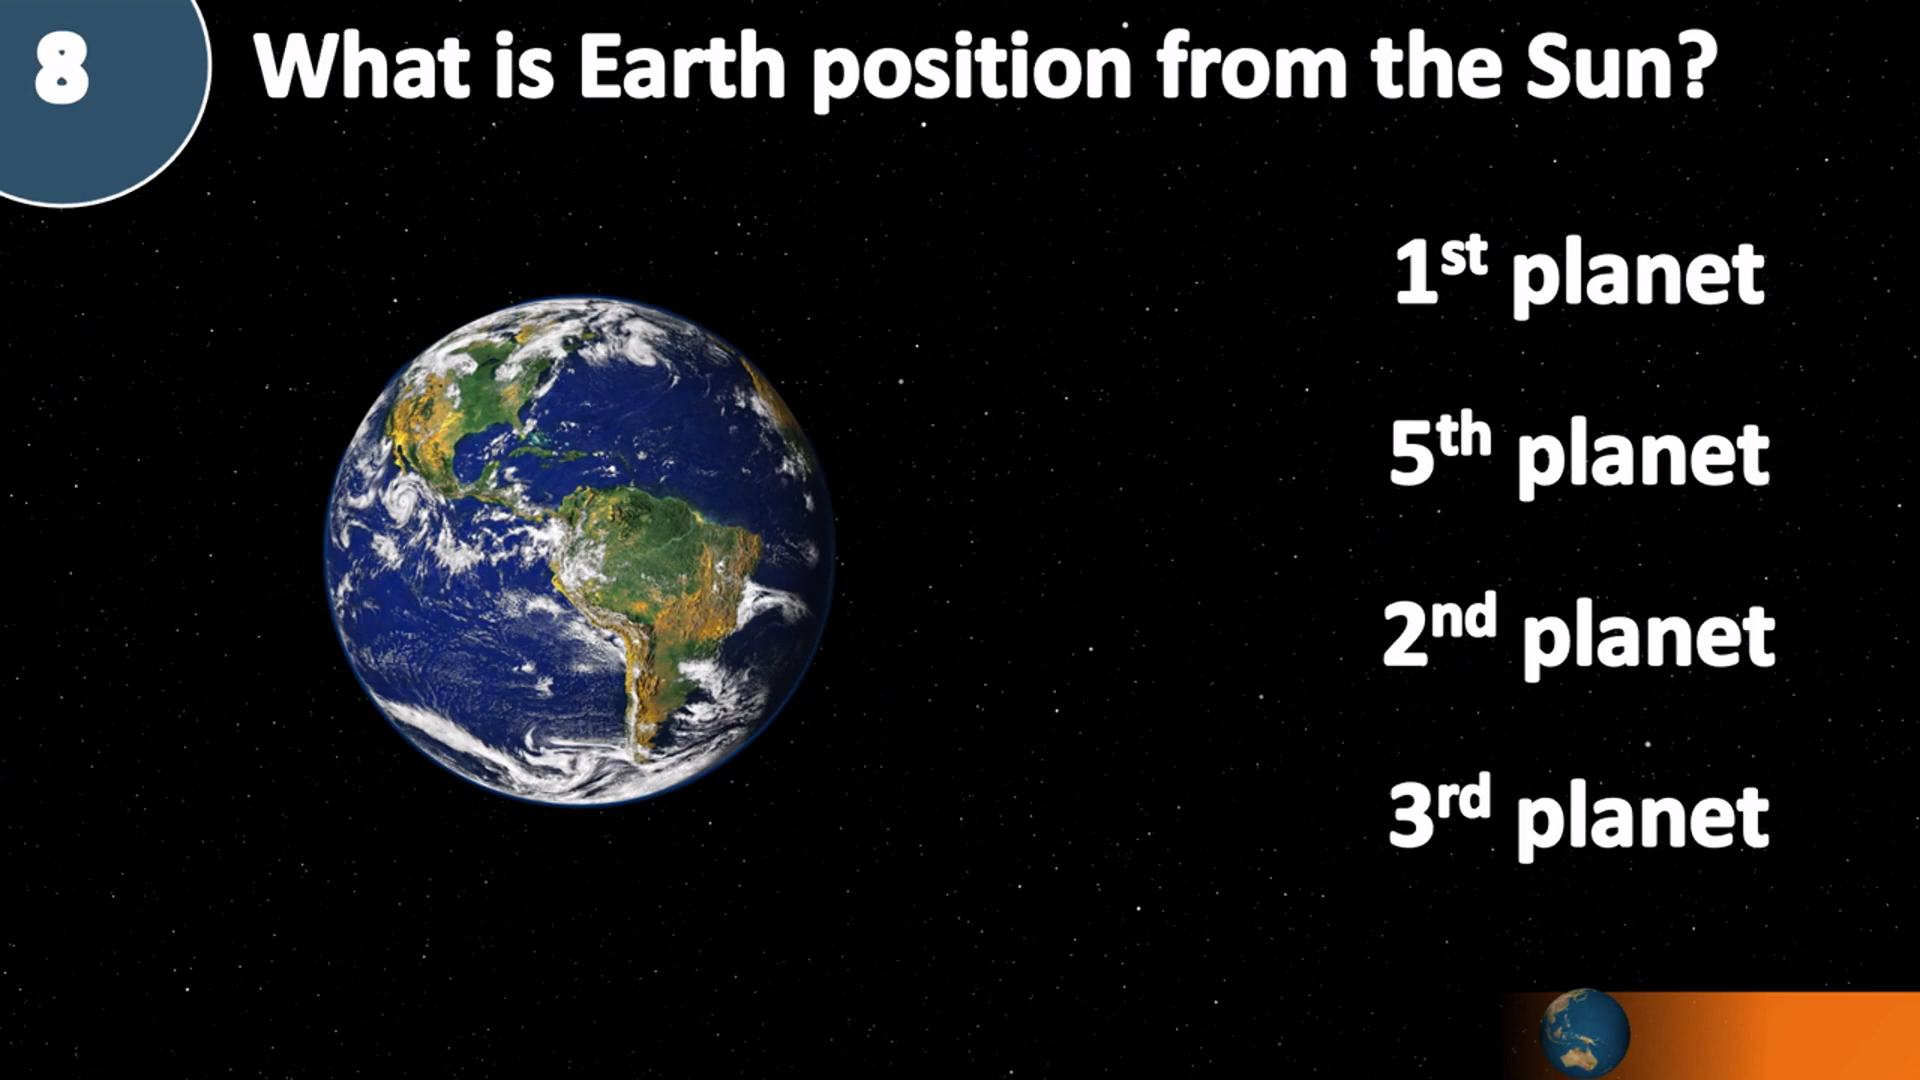 8
What is Earth position from the Sun?
1st planet
5th planet
2nd planet
3rd planet